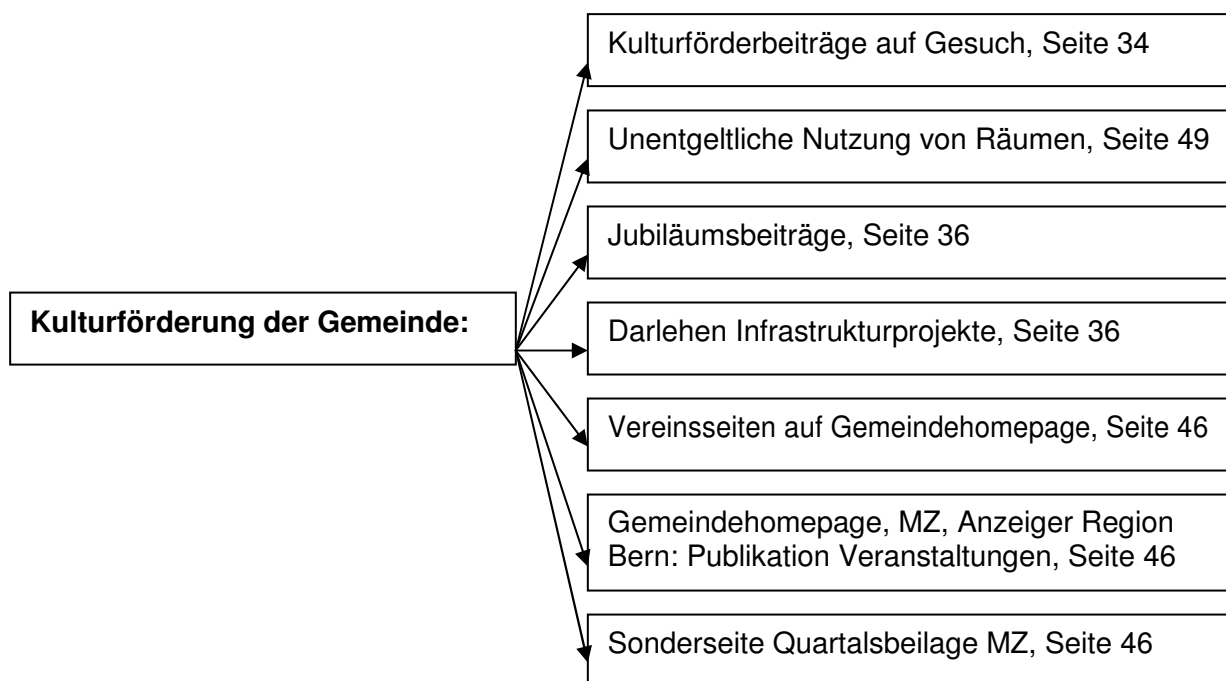 Kulturförderung der Gemeinde:
Kulturförderbeiträge auf Gesuch, Seite 34
Unentgeltliche Nutzung von Räumen, Seite 49
Jubiläumsbeiträge, Seite 36
Darlehen Infrastrukturprojekte, Seite 36
Vereinsseiten auf Gemeindehomepage, Seite 46
Gemeindehomepage, MZ, Anzeiger Region
Bern: Publikation Veranstaltungen, Seite 46
Sonderseite Quartalsbeilage MZ, Seite 46